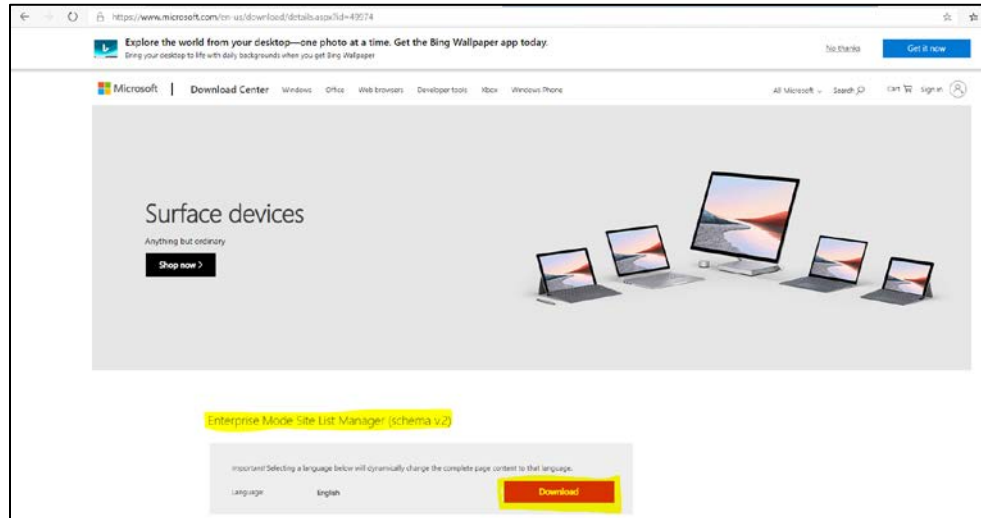 https://www.microsoft.com/en-us/download/details.aspx?id=49974
Explore the world from your desktop—one photo at a time. Get the Bing Wallpaper app today.
Bring your desktop to life with daily backgrounds when you get Bing Wallpaper
No thanks
Get it now
Microsoft
Download Center
Windows
Office
Web browsers
Developer tools
Xbox
Windows Phone
All Microsoft
Search
Cart
Sign in
Surface devices
Anything but ordinary
Shop now >
Enterprise Mode Site List Manager (schema v.2)
Important! Selecting a language below will dynamically change the complete page content to that language.
Language:
English
Download